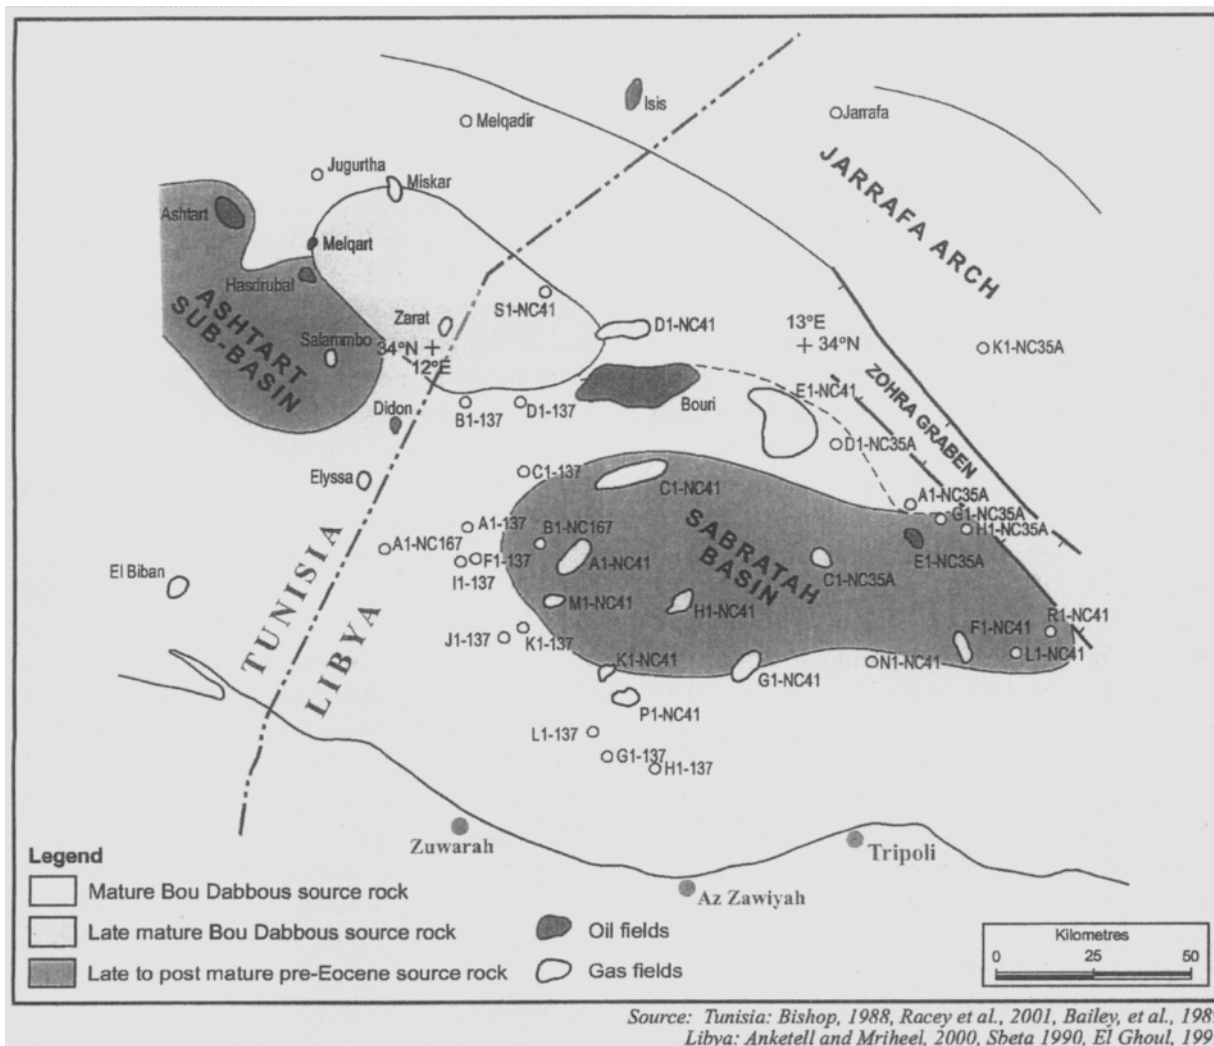 Isis
Melqadir
Jarrafa
Jugurtha
Miskar
JARRAFA ARCH
Ashtart
Melqart
Hasdrubal
S1-NC41
ASHTART
SUB-BASIN
Zarat
D1-NC41
13°E
34°N
K1-NC35A
Salammbo
34°N
12°E
ZOHRA GRABEN
E1-NC41
Bouri
Didon
B1-137
D1-137
D1-NC35A
Elyssa
C1-137
C1-NC41
A1-NC35A
G1-NC35A
H1-NC35A
SABRATAH
BASIN
A1-137
B1-NC167
A1-NC167
F1-137
A1-NC41
C1-NC35A
E1-NC35A
El Biban
I1-137
M1-NC41
H1-NC41
R1-NC41
TUNISIA
LIBYA
J1-137
K1-137
F1-NC41
K1-NC41
G1-NC41
N1-NC41
L1-NC41
P1-NC41
L1-137
G1-137
H1-137
Zuwarah
Tripoli
Az Zawiyah
Legend
Mature Bou Dabbous source rock
Late mature Bou Dabbous source rock
Late to post mature pre-Eocene source rock
Oil fields
Gas fields
Kilometres
0 25 50
Source: Tunisia: Bishop, 1988, Racey et al., 2001, Bailey, et al., 198
Libya: Anketell and Mriheel, 2000, Sbeta 1990, El Ghoul, 199